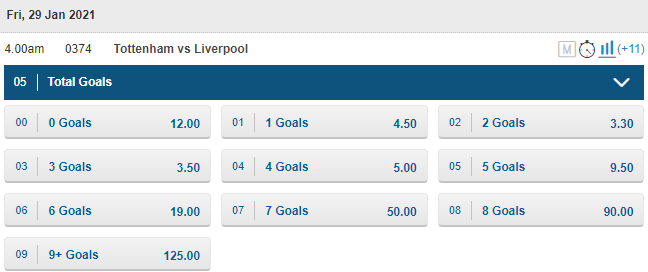 Fri, 29 Jan 2021
4.00am 0374 Tottenham vs Liverpool M (+11)
05 Total Goals
00 0 Goals 12.00 01 1 Goals 4.50 02 2 Goals 3.30
03 3 Goals 3.50 04 4 Goals 5.00 05 5 Goals 9.50
06 6 Goals 19.00 07 7 Goals 50.00 08 8 Goals 90.00
09 9+ Goals 125.00